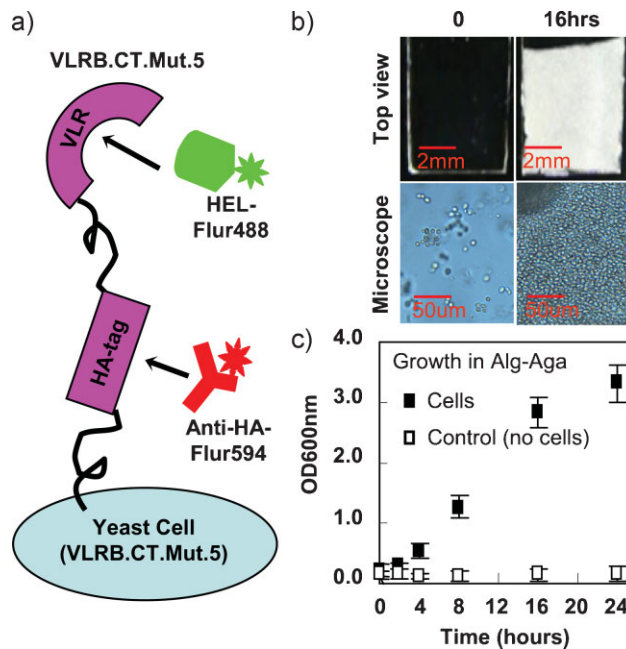 a)
VLRB.CT.Mut.5
VLR
HEL-
Flur488
HA-tag
Anti-HA-
Flur594
Yeast Cell
(VLRB.CT.Mut.5)
b)
0 16hrs
Top view
2mm 2mm
Microscope
50um 50um
c)
4.0
3.0
2.0
1.0
0.0
OD600nm
Growth in Alg-Aga
Cells
Control (no cells)
0 4 8 12 16 20 24
Time (hours)